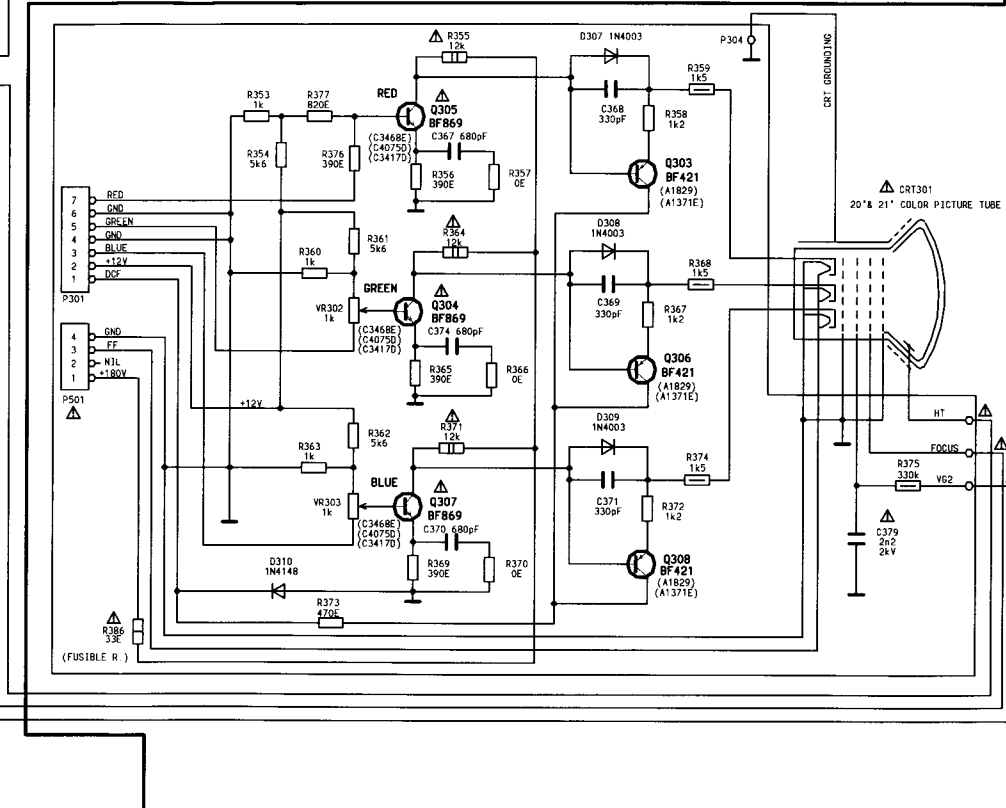 R355
12k
D307 1N4003
P304
CRT GROUNDING
R359
1k5
R353
1k
R377
820E
RED
Q305
BF869
(C3468E)
(C4075D)
(C3417D)
C367 680pF
C368
330pF
R358
1k2
R354
5k6
R376
390E
R356
390E
R357
0E
Q303
BF421
(A1829)
(A1371E)
CRT301
20"& 21" COLOR PICTURE TUBE
7 RED
6 GND
5 GREEN
4 GND
3 BLUE
2 +12V
1 DCF
P301
R361
5k6
R364
12k
D308
1N4003
R360
1k
GREEN
Q304
BF869
(C3468E)
(C4075D)
(C3417D)
VR302
1k
C374 680pF
C369
330pF
R368
1k5
R367
1k2
R365
390E
R366
0E
Q306
BF421
(A1829)
(A1371E)
4 GND
3 FF
2 NIL
1 +180V
P501
+12V
R362
5k6
R371
12k
D309
1N4003
R363
1k
BLUE
Q307
BF869
(C3468E)
(C4075D)
(C3417D)
VR303
1k
C370 680pF
C371
330pF
R374
1k5
R372
1k2
R369
390E
R370
0E
Q308
BF421
(A1829)
(A1371E)
HT
FOCUS
R375
330k
VG2
C379
2n2
2kV
D310
1N4148
R373
470E
R386
33E
(FUSIBLE R.)